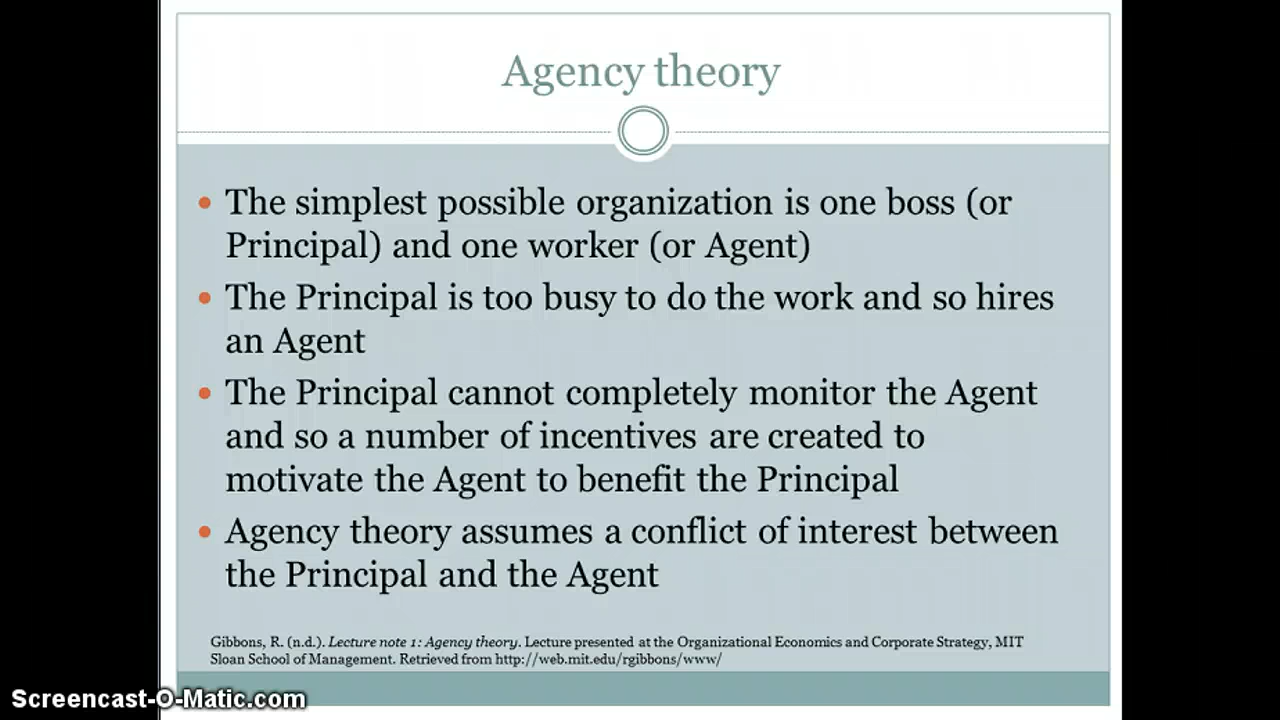 Agency theory
• The simplest possible organization is one boss (or
Principal) and one worker (or Agent)
• The Principal is too busy to do the work and so hires
an Agent
• The Principal cannot completely monitor the Agent
and so a number of incentives are created to
motivate the Agent to benefit the Principal
• Agency theory assumes a conflict of interest between
the Principal and the Agent
Gibbons, R. (n.d.). Lecture note 1: Agency theory. Lecture presented at the Organizational Economics and Corporate Strategy, MIT
Sloan School of Management. Retrieved from http://web.mit.edu/rgibbons/www/
Screencast-O-Matic.com